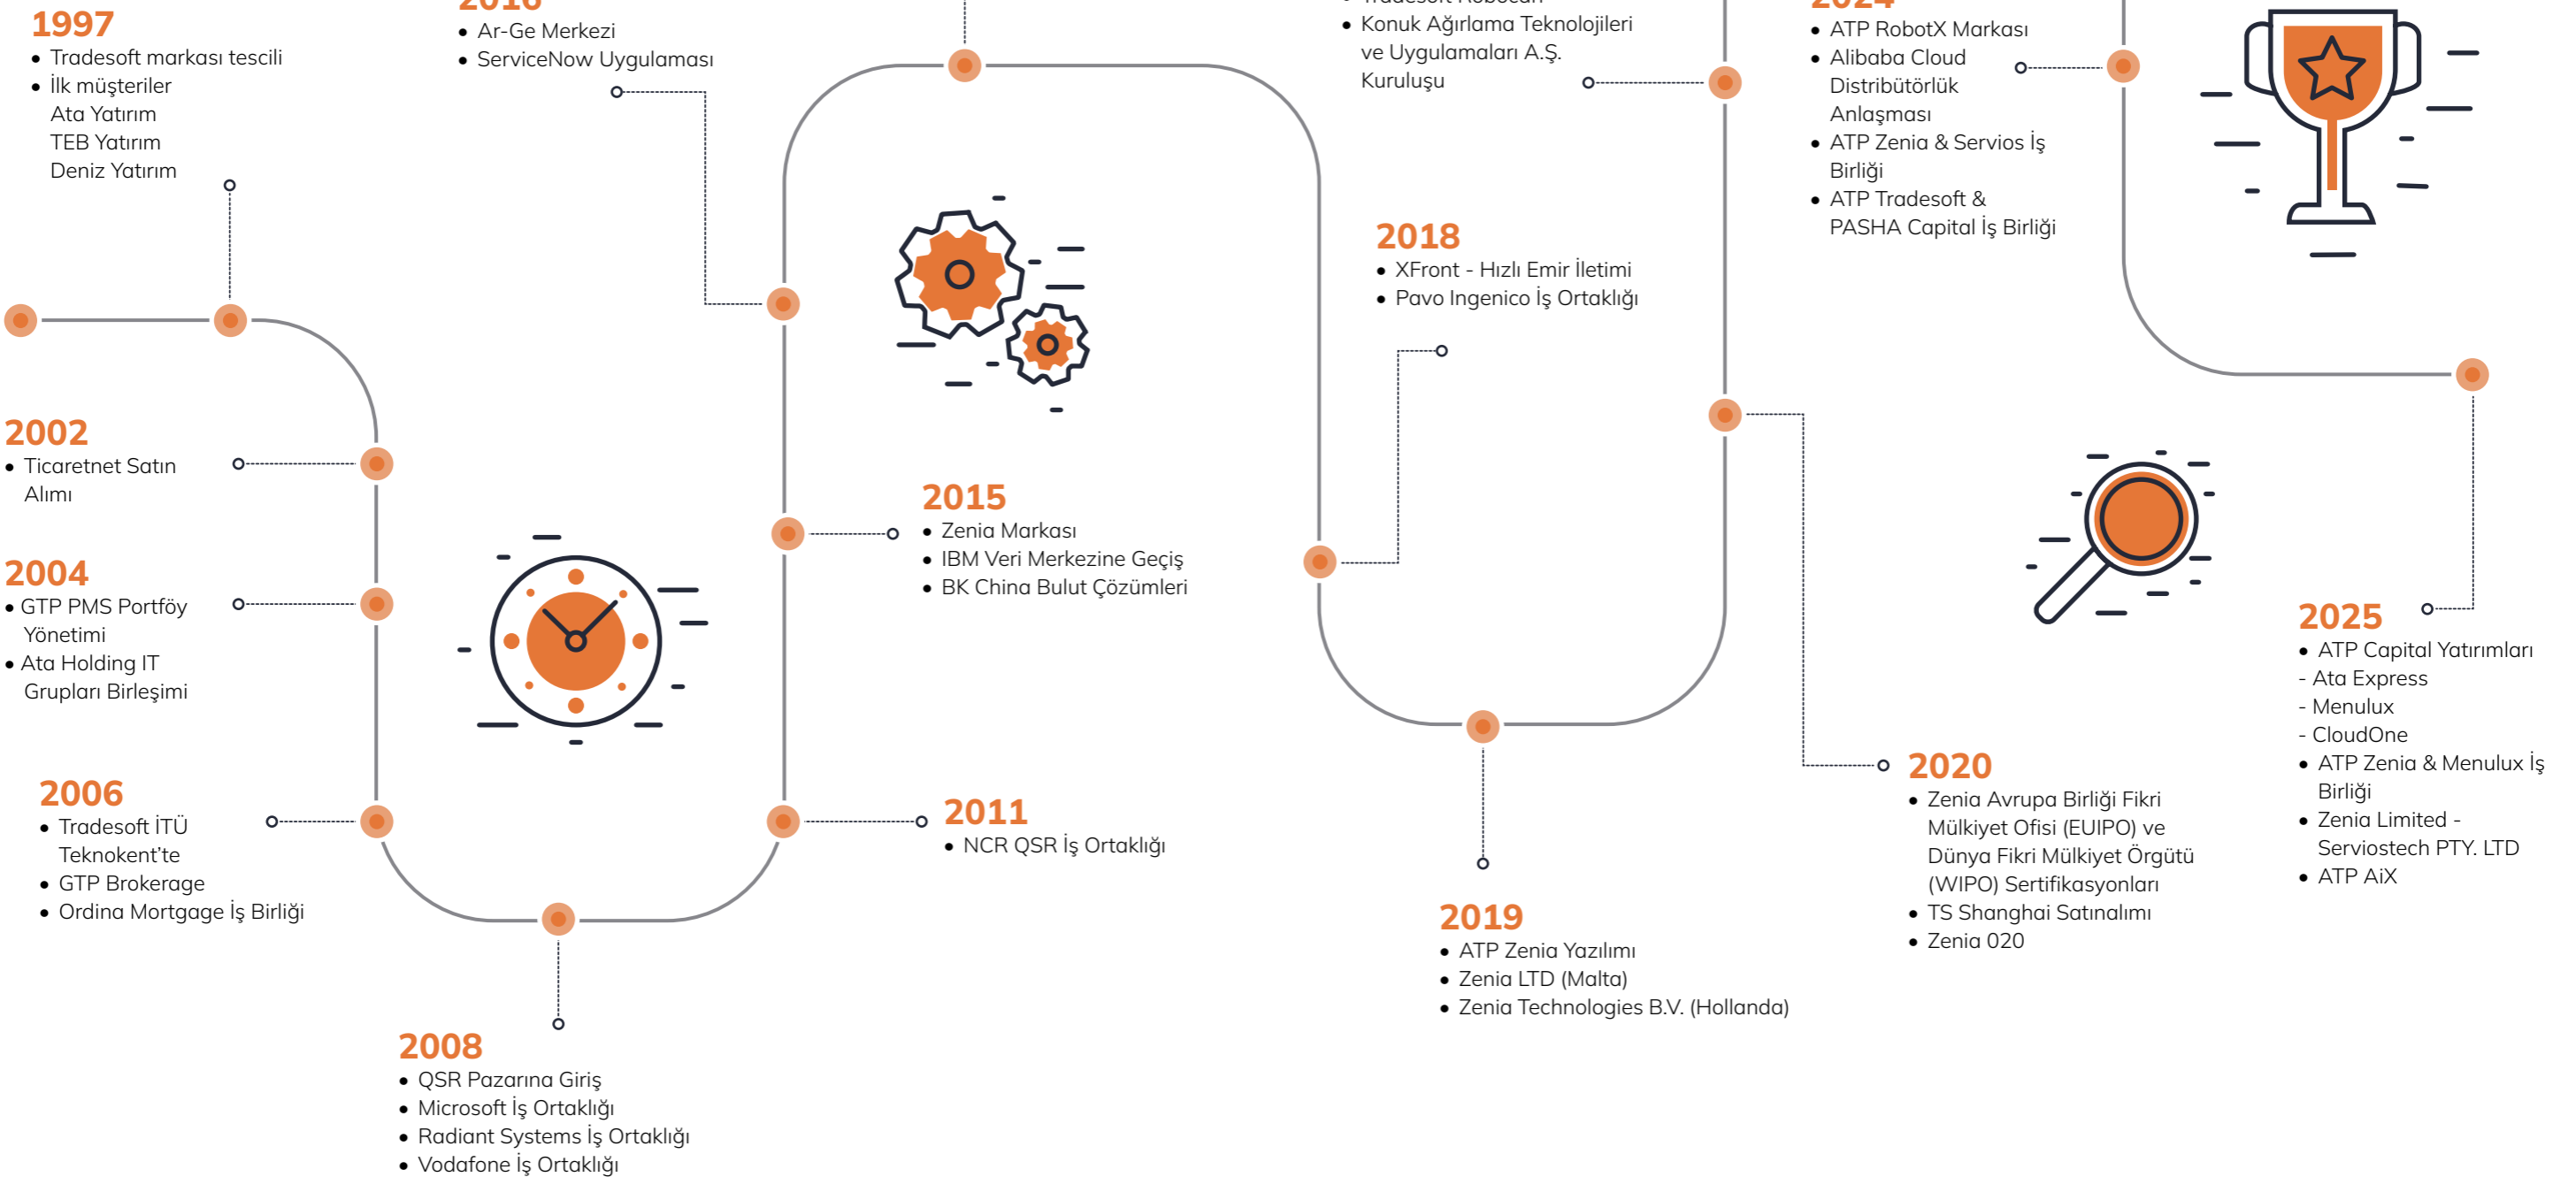 1997
• Tradesoft markası tescili
• İlk müşteriler
Ata Yatırım
TEB Yatırım
Deniz Yatırım
2002
• Ticaretnet Satın
Alımı
2004
• GTP PMS Portföy
Yönetimi
• Ata Holding IT
Grupları Birleşimi
2006
• Tradesoft İTÜ
Teknokent'te
• GTP Brokerage
• Ordina Mortgage İş Birliği
2008
• QSR Pazarına Giriş
• Microsoft İş Ortaklığı
• Radiant Systems İş Ortaklığı
• Vodafone İş Ortaklığı
2011
• NCR QSR İş Ortaklığı
2015
• Zenia Markası
• IBM Veri Merkezine Geçiş
• BK China Bulut Çözümleri
2016
• Ar-Ge Merkezi
• ServiceNow Uygulaması
2018
• XFront - Hızlı Emir İletimi
• Pavo Ingenico İş Ortaklığı
2019
• ATP Zenia Yazılımı
• Zenia LTD (Malta)
• Zenia Technologies B.V. (Hollanda)
2020
• Zenia Avrupa Birliği Fikri
Mülkiyet Ofisi (EUIPO) ve
Dünya Fikri Mülkiyet Örgütü
(WIPO) Sertifikasyonları
• TS Shanghai Satınalımı
• Zenia 020
• Tradesoft Robocan
• Konuk Ağırlama Teknolojileri
ve Uygulamaları A.Ş.
Kuruluşu
2024
• ATP RobotX Markası
• Alibaba Cloud
Distribütörlük
Anlaşması
• ATP Zenia & Servios İş
Birliği
• ATP Tradesoft &
PASHA Capital İş Birliği
2025
• ATP Capital Yatırımları
- Ata Express
- Menulux
- CloudOne
• ATP Zenia & Menulux İş
Birliği
• Zenia Limited -
Serviostech PTY. LTD
• ATP AiX